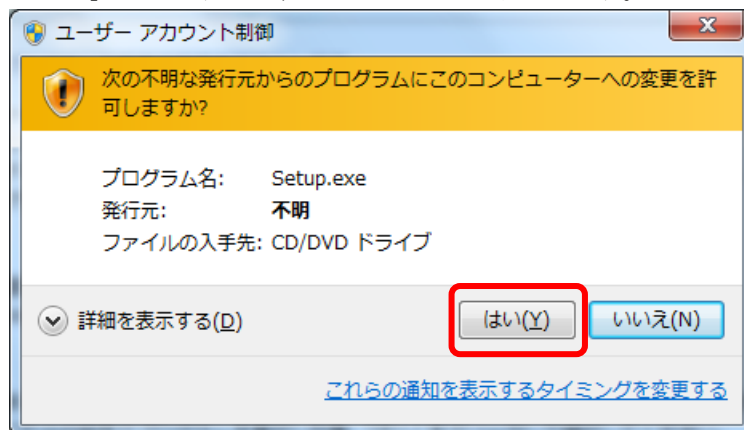 ユーザー アカウント制御
次の不明な発行元からのプログラムにこのコンピューターへの変更を許
可しますか?
プログラム名: Setup.exe
発行元: 不明
ファイルの入手先: CD/DVD ドライブ
詳細を表示する(D) はい(Y) いいえ(N)
これらの通知を表示するタイミングを変更する